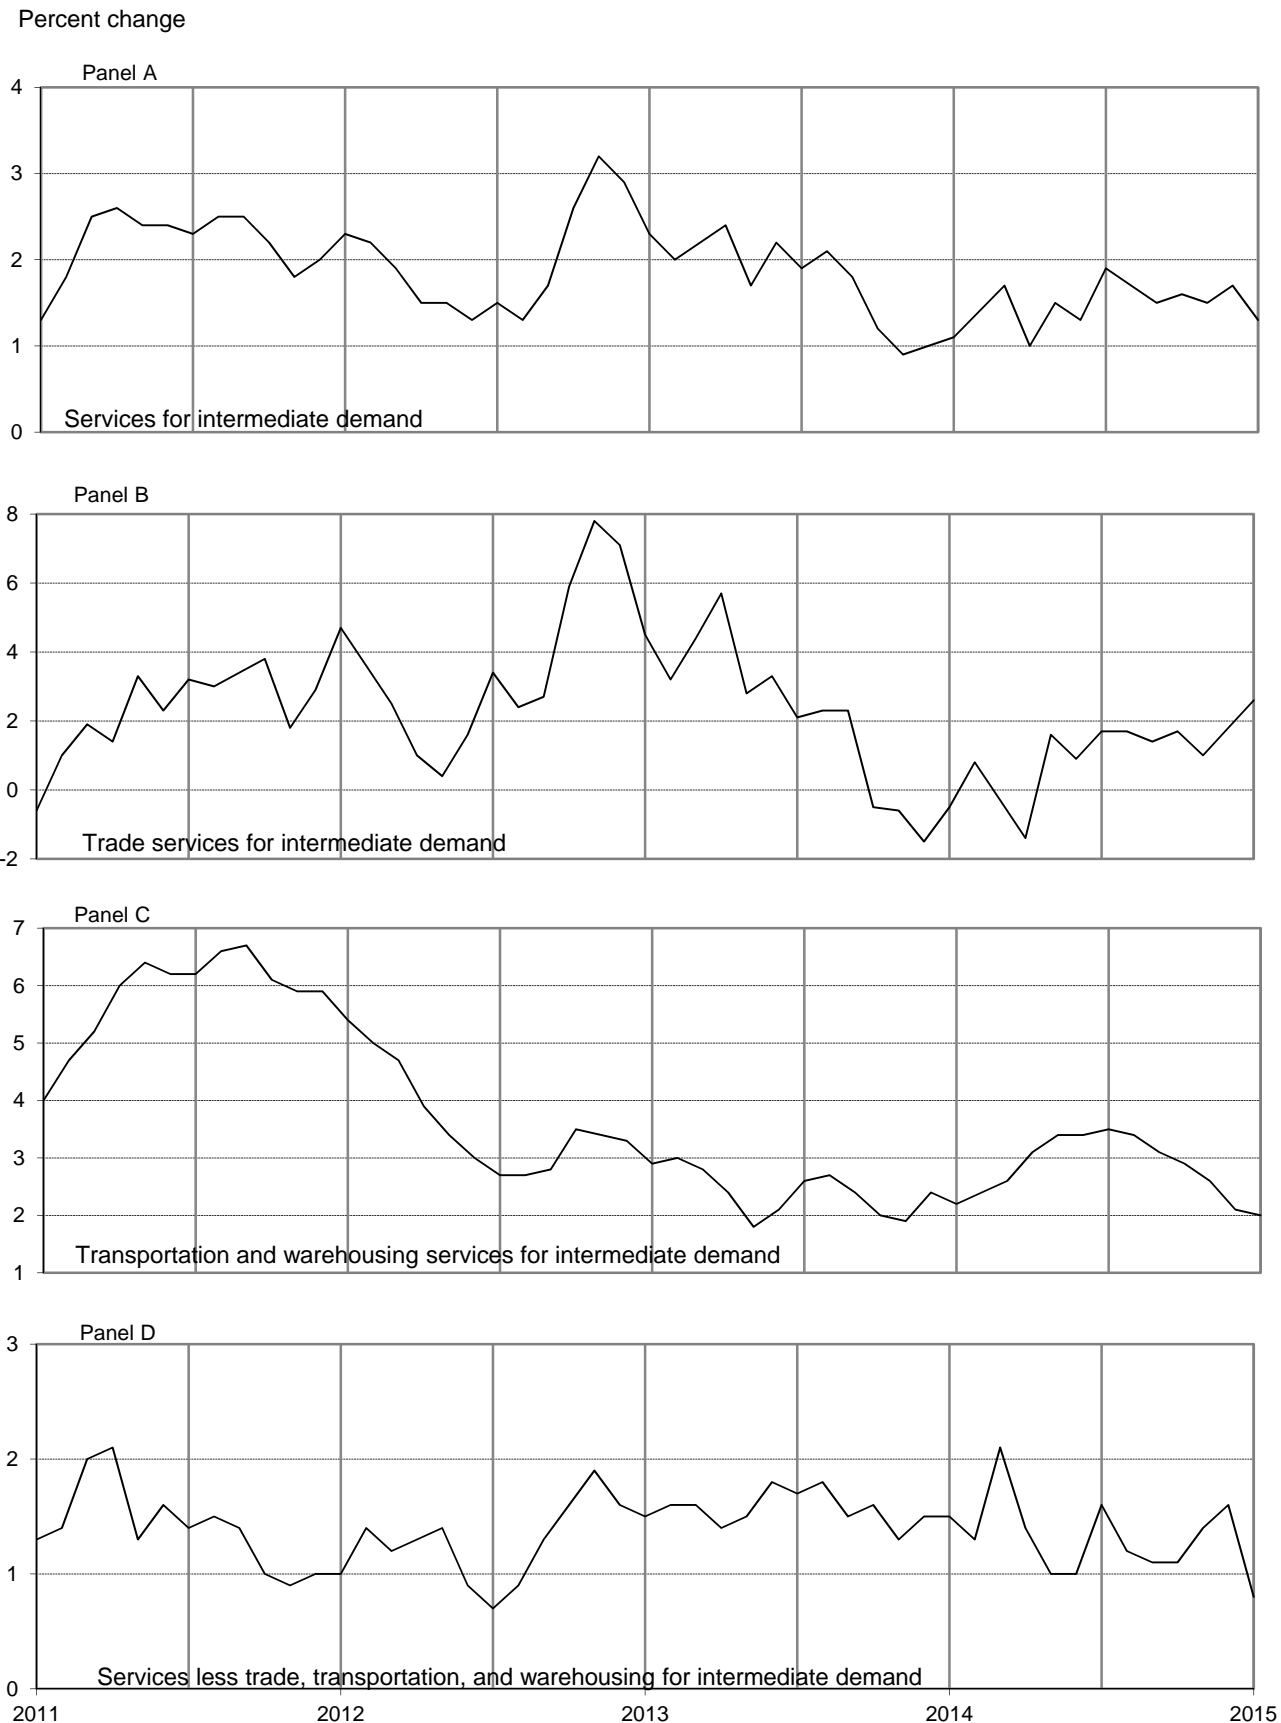 Percent change
Panel A
4
3
2
1
0
Services for intermediate demand
Panel B
8
6
4
2
0
-2
Trade services for intermediate demand
Panel C
7
6
5
4
3
2
1
Transportation and warehousing services for intermediate demand
Panel D
3
2
1
0
Services less trade, transportation, and warehousing for intermediate demand
2011 2012 2013 2014 2015